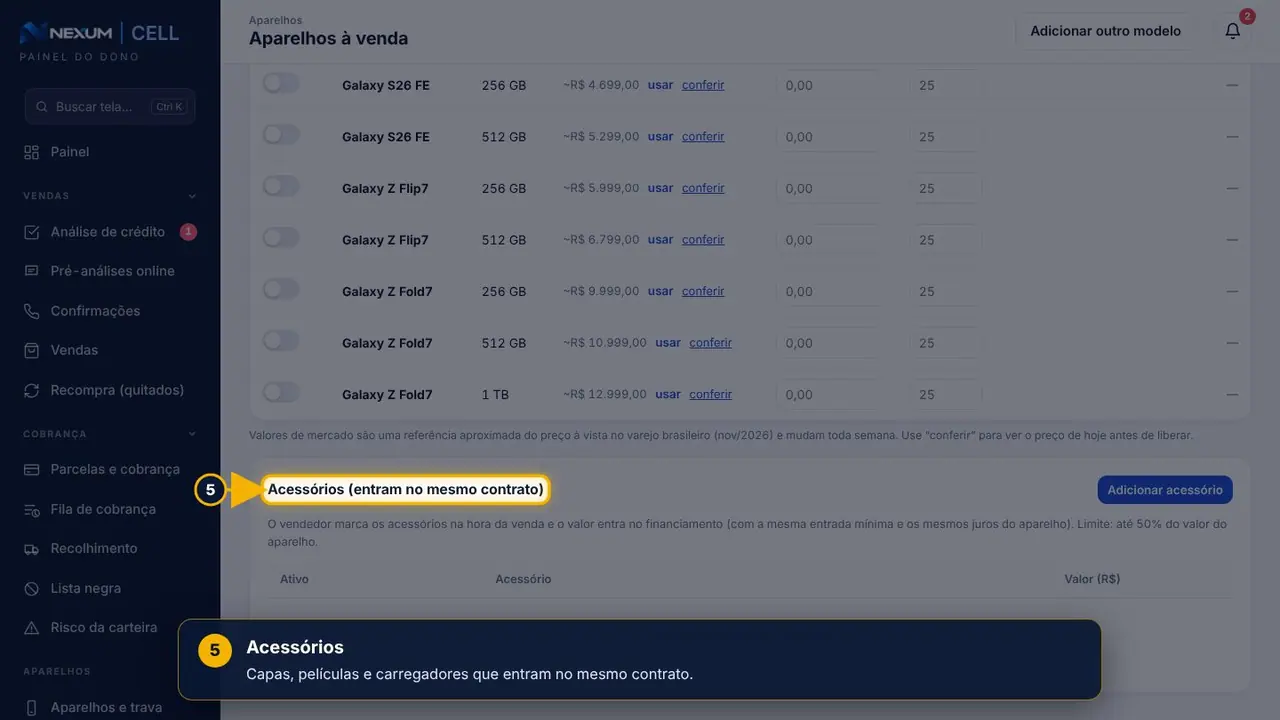 NEXUM | CELL
PAINEL DO DONO
Buscar tela... Ctrl K
Painel
VENDAS
Análise de crédito 1
Pré-análises online
Confirmações
Vendas
Recompra (quitados)
COBRANÇA
Parcelas e cobrança
Fila de cobrança
Recolhimento
Lista negra
Risco da carteira
APARELHOS
Aparelhos e trava
Aparelhos
Aparelhos à venda
Adicionar outro modelo
2
Galaxy S26 FE 256 GB ~R$ 4.699,00 usar conferir 0,00 25 —
Galaxy S26 FE 512 GB ~R$ 5.299,00 usar conferir 0,00 25 —
Galaxy Z Flip7 256 GB ~R$ 5.999,00 usar conferir 0,00 25 —
Galaxy Z Flip7 512 GB ~R$ 6.799,00 usar conferir 0,00 25 —
Galaxy Z Fold7 256 GB ~R$ 9.999,00 usar conferir 0,00 25 —
Galaxy Z Fold7 512 GB ~R$ 10.999,00 usar conferir 0,00 25 —
Galaxy Z Fold7 1 TB ~R$ 12.999,00 usar conferir 0,00 25 —
Valores de mercado são uma referência aproximada do preço à vista no varejo brasileiro (nov/2026) e mudam toda semana. Use "conferir" para ver o preço de hoje antes de liberar.
5 Acessórios (entram no mesmo contrato)
Adicionar acessório
O vendedor marca os acessórios na hora da venda e o valor entra no financiamento (com a mesma entrada mínima e os mesmos juros do aparelho). Limite: até 50% do valor do
aparelho.
Ativo Acessório Valor (R$)
5 Acessórios
Capas, películas e carregadores que entram no mesmo contrato.